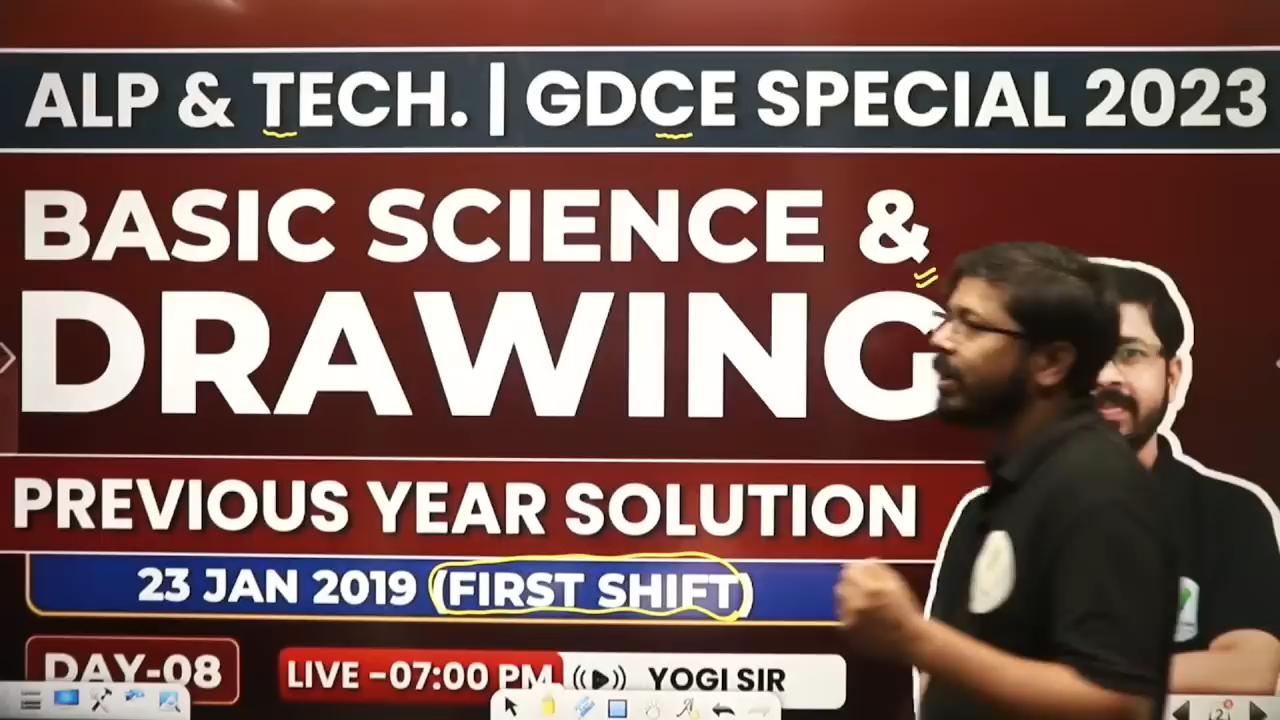 ALP & TECH. | GDCE SPECIAL 2023
BASIC SCIENCE &
DRAWING
PREVIOUS YEAR SOLUTION
23 JAN 2019 (FIRST SHIFT)
DAY-08
LIVE -07:00 PM YOGI SIR